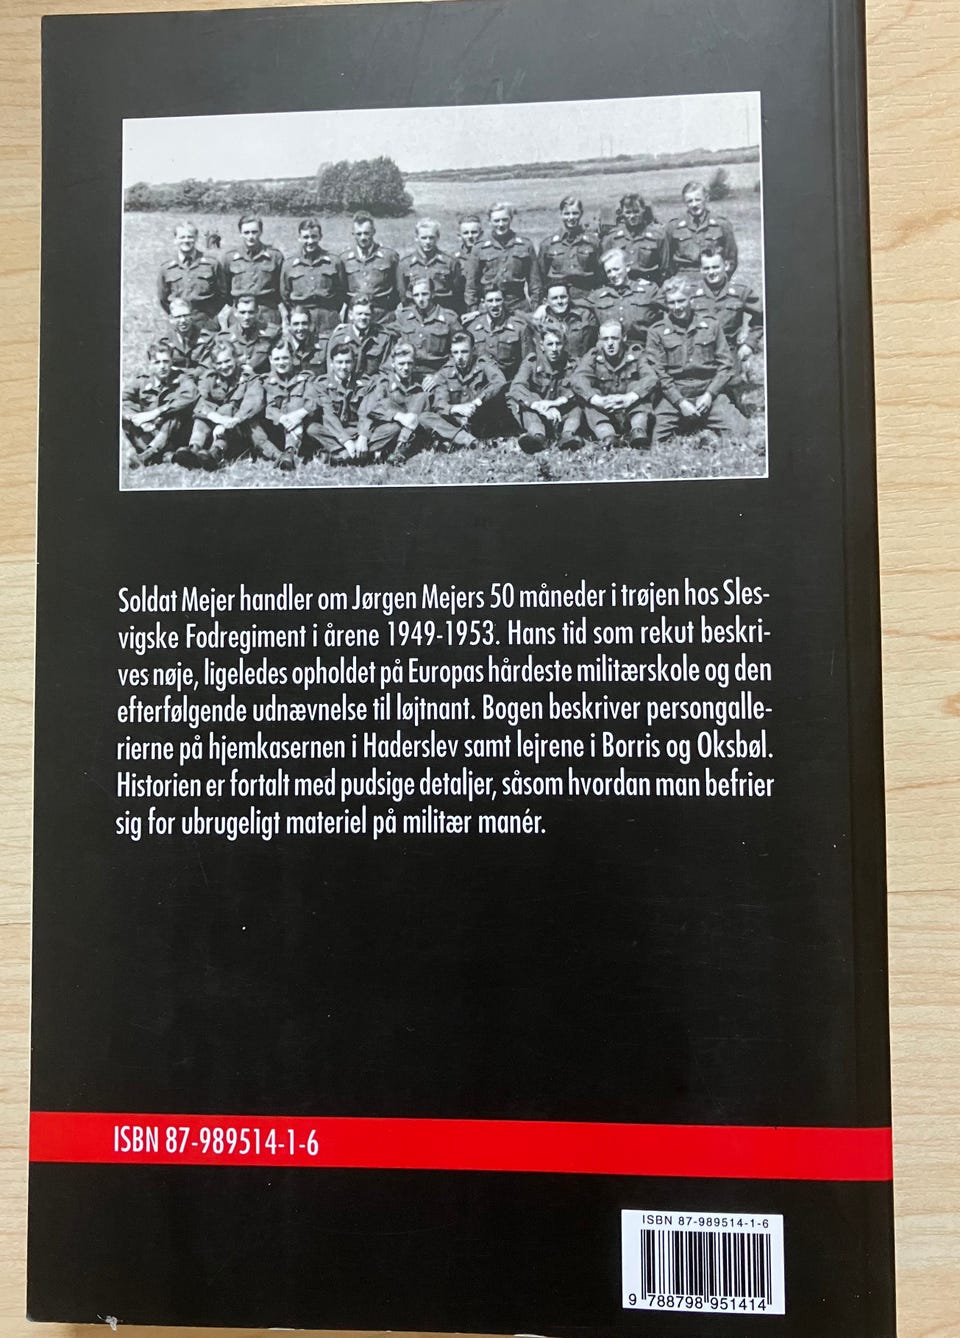 Soldat Mejer handler om Jørgen Mejers 50 måneder i trøjen hos Sles-
vigske Fodregiment i årene 1949-1953. Hans tid som rekut beskri-
ves nøje, ligeledes opholdet på Europas hårdeste militærskole og den
efterfølgende udnævnelse til løjtnant. Bogen beskriver persongalle-
rierne på hjemkasernen i Haderslev samt lejrene i Borris og Oksbøl.
Historien er fortalt med pudsige detaljer, såsom hvordan man befrier
sig for ubrugeligt materiel på militær manér.
ISBN 87-989514-1-6
ISBN 87-989514-1-6
9 788798 951414